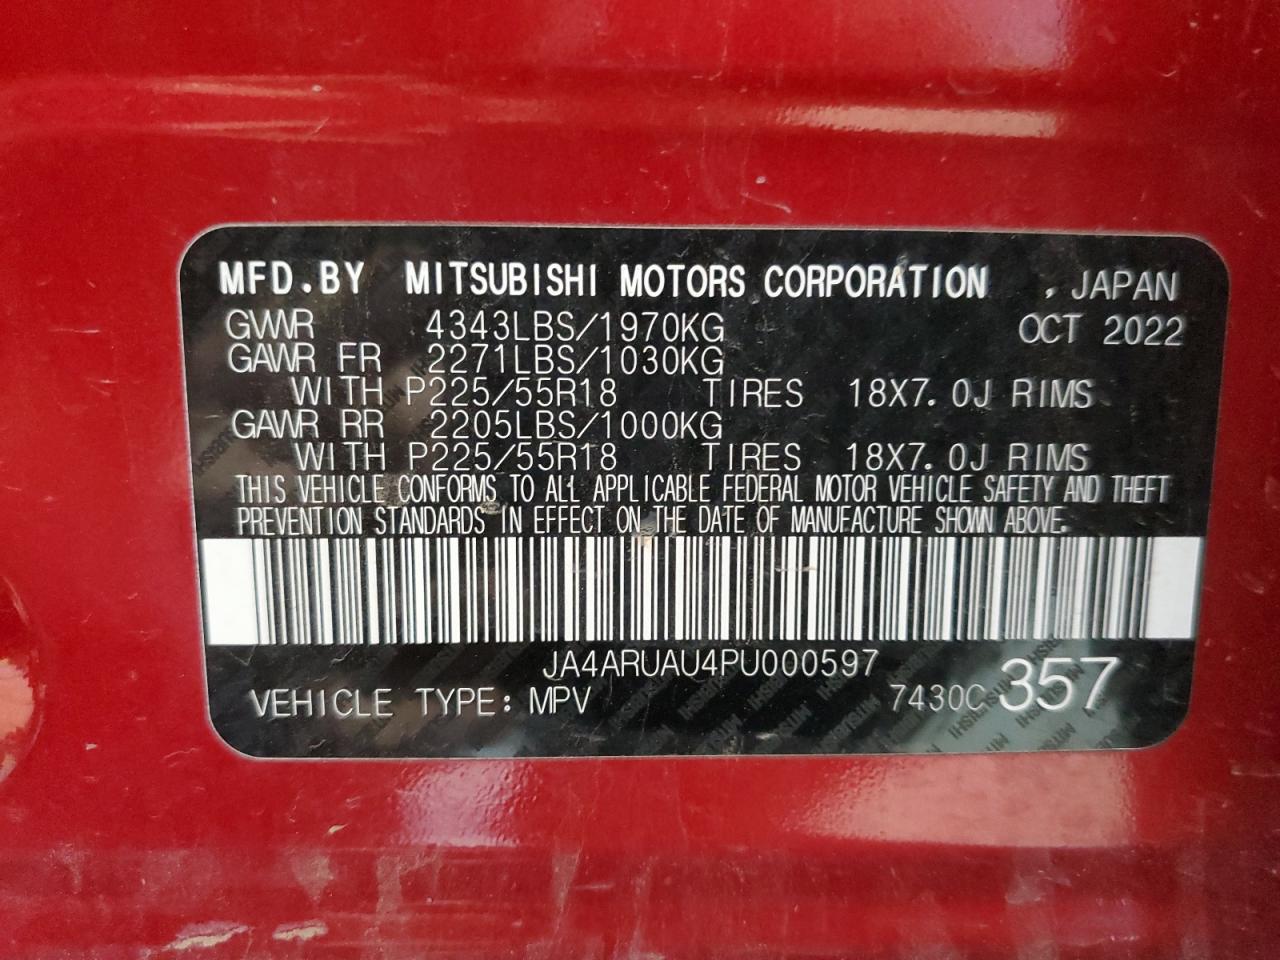 MFD.BY MITSUBISHI MOTORS CORPORATION , JAPAN
GVWR 4343LBS/1970KG OCT 2022
GAWR FR 2271LBS/1030KG
WITH P225/55R18 TIRES 18X7.0J RIMS
GAWR RR 2205LBS/1000KG
WITH P225/55R18 TIRES 18X7.0J RIMS
THIS VEHICLE CONFORMS TO ALL APPLICABLE FEDERAL MOTOR VEHICLE SAFETY AND THEFT
PREVENTION STANDARDS IN EFFECT ON THE DATE OF MANUFACTURE SHOWN ABOVE.
JA4ARUAU4PU000597
VEHICLE TYPE: MPV 7430C 357